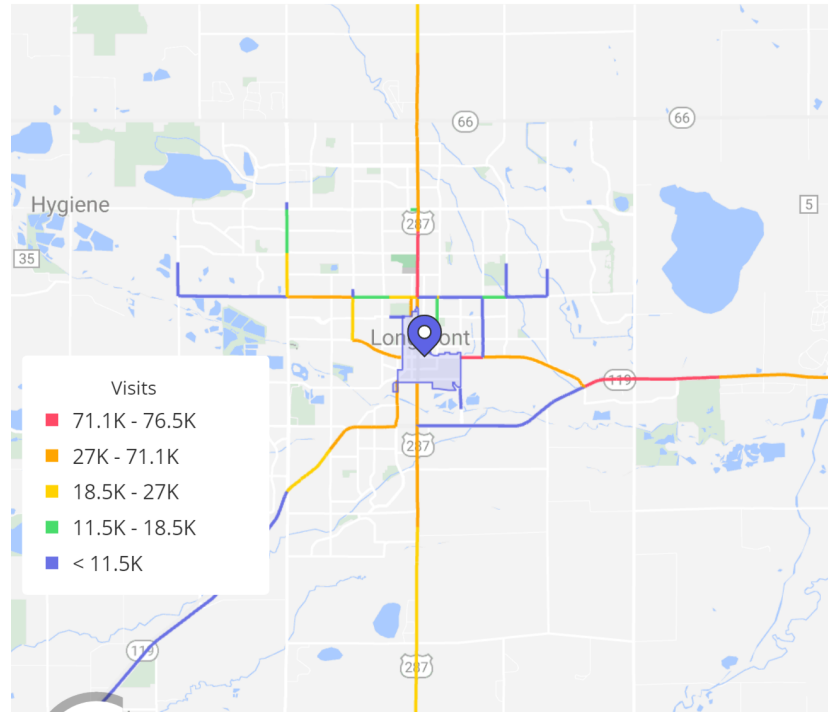 66
66
Hygiene
5
287
35
Longmont
Visits
71.1K - 76.5K
27K - 71.1K
18.5K - 27K
11.5K - 18.5K
< 11.5K
119
287
119
287